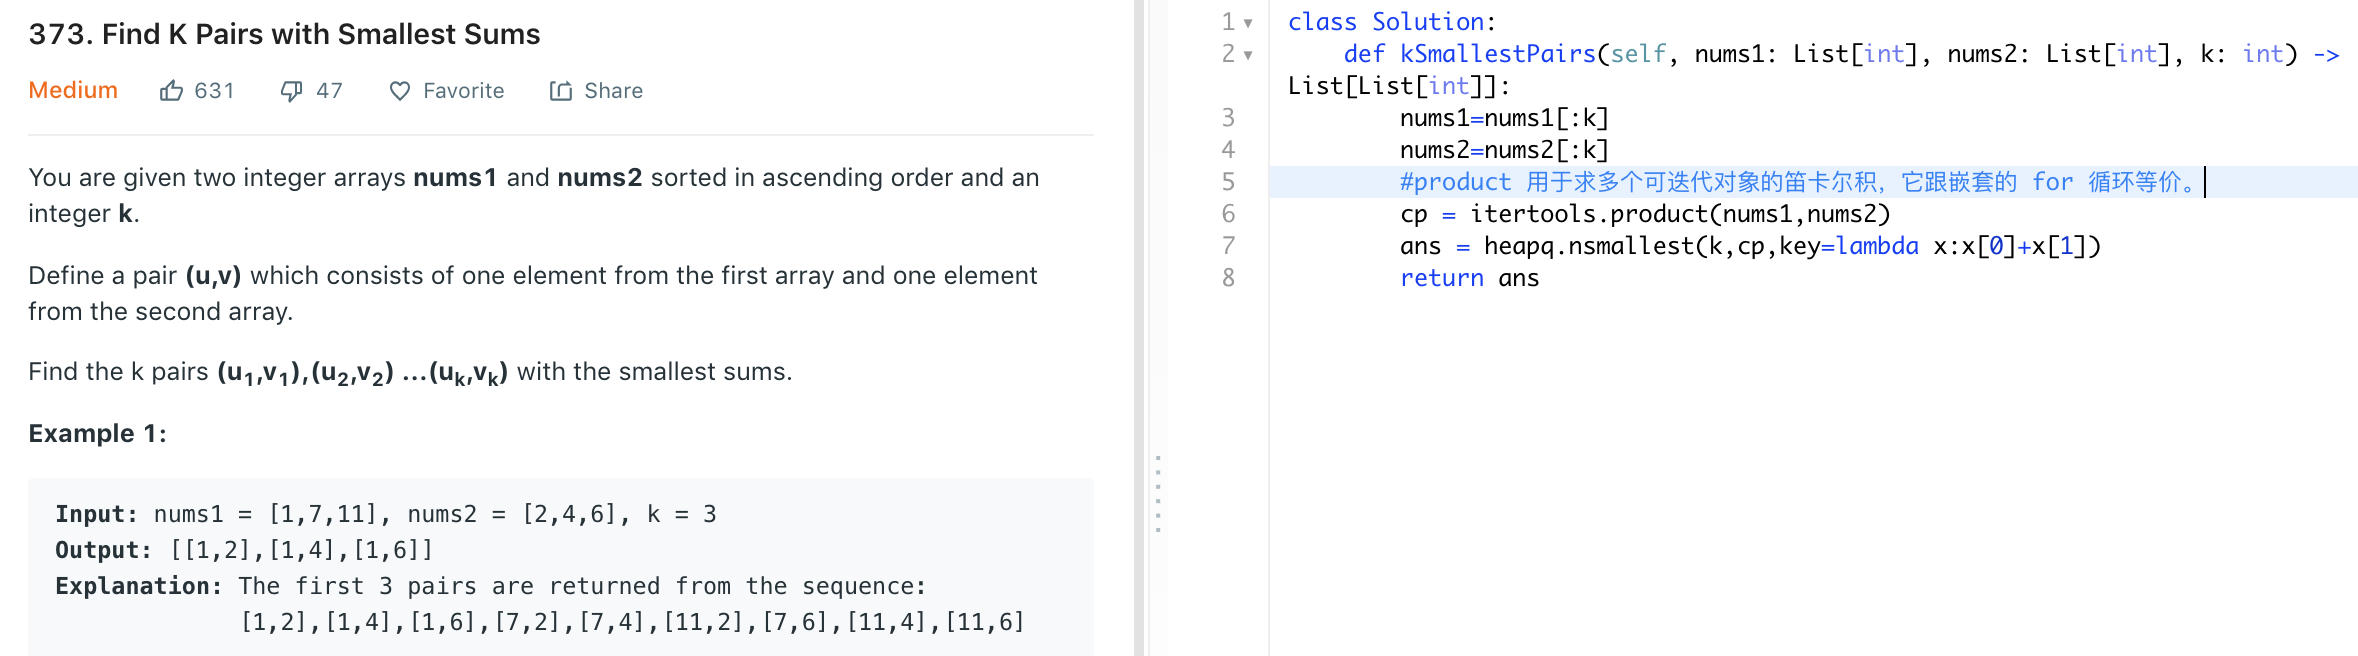 373. Find K Pairs with Smallest Sums
Medium 631 47 Favorite Share
You are given two integer arrays nums1 and nums2 sorted in ascending order and an
integer k.
Define a pair (u,v) which consists of one element from the first array and one element
from the second array.
Find the k pairs (u1,v1),(u2,v2) ...(uk,vk) with the smallest sums.
Example 1:
Input: nums1 = [1,7,11], nums2 = [2,4,6], k = 3
Output: [[1,2],[1,4],[1,6]]
Explanation: The first 3 pairs are returned from the sequence:
[1,2],[1,4],[1,6],[7,2],[7,4],[11,2],[7,6],[11,4],[11,6]
1 class Solution:
2 def kSmallestPairs(self, nums1: List[int], nums2: List[int], k: int) ->
List[List[int]]:
3 nums1=nums1[:k]
4 nums2=nums2[:k]
5 #product 用于求多个可迭代对象的笛卡尔积，它跟嵌套的 for 循环等价。
6 cp = itertools.product(nums1,nums2)
7 ans = heapq.nsmallest(k,cp,key=lambda x:x[0]+x[1])
8 return ans